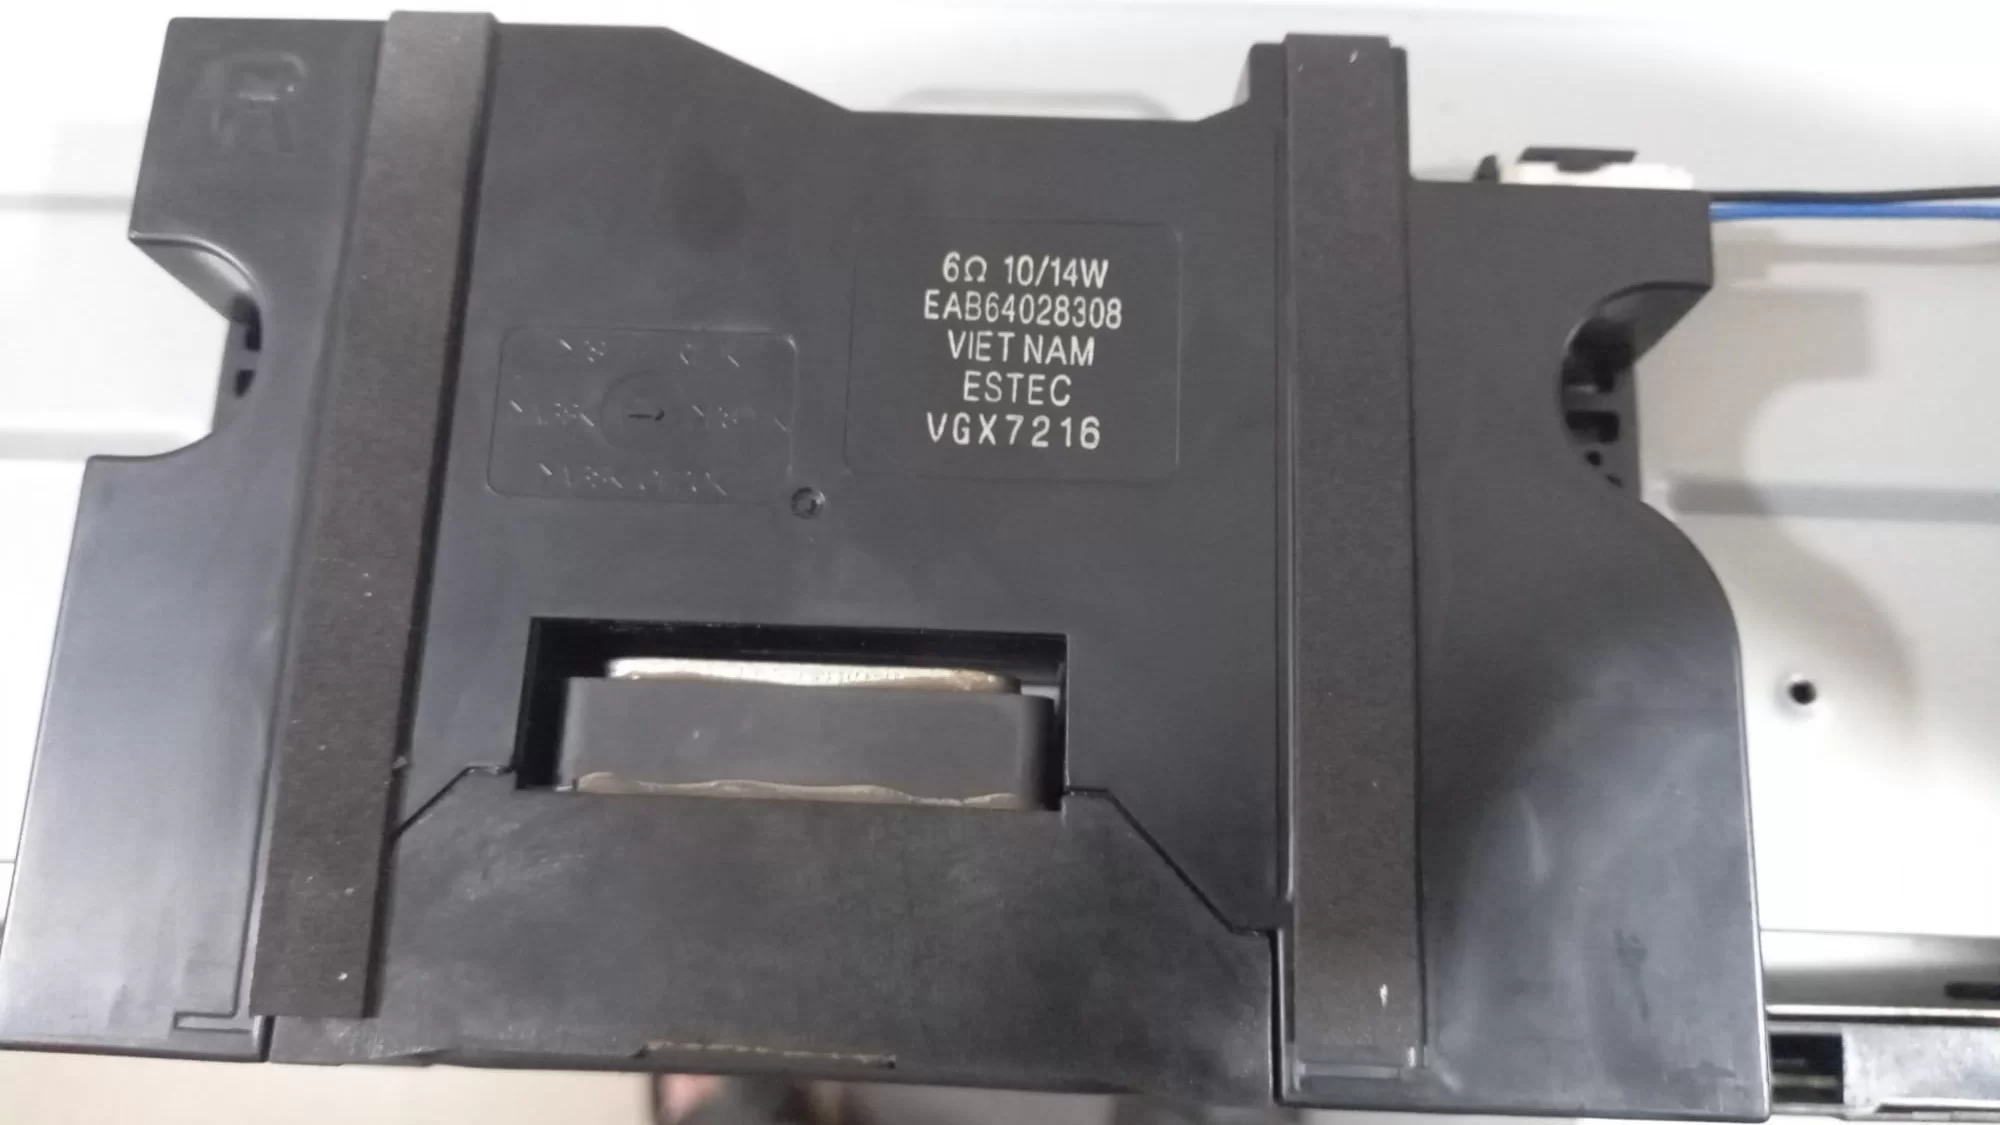 R
6Ω 10/14W
EAB64028308
VIET NAM
ESTEC
VGX7216